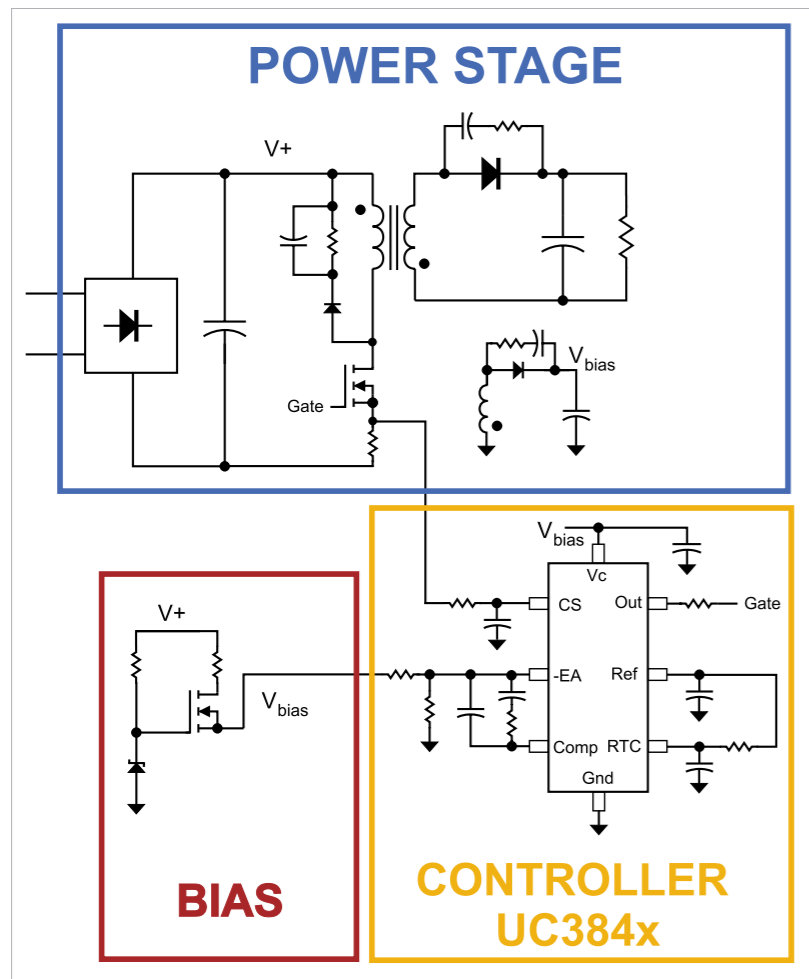 POWER STAGE
V+
Vbias
Gate
Vbias
Vc
CS
Out
Gate
V+
-EA
Ref
Vbias
Comp
RTC
Gnd
CONTROLLER
UC384x
BIAS